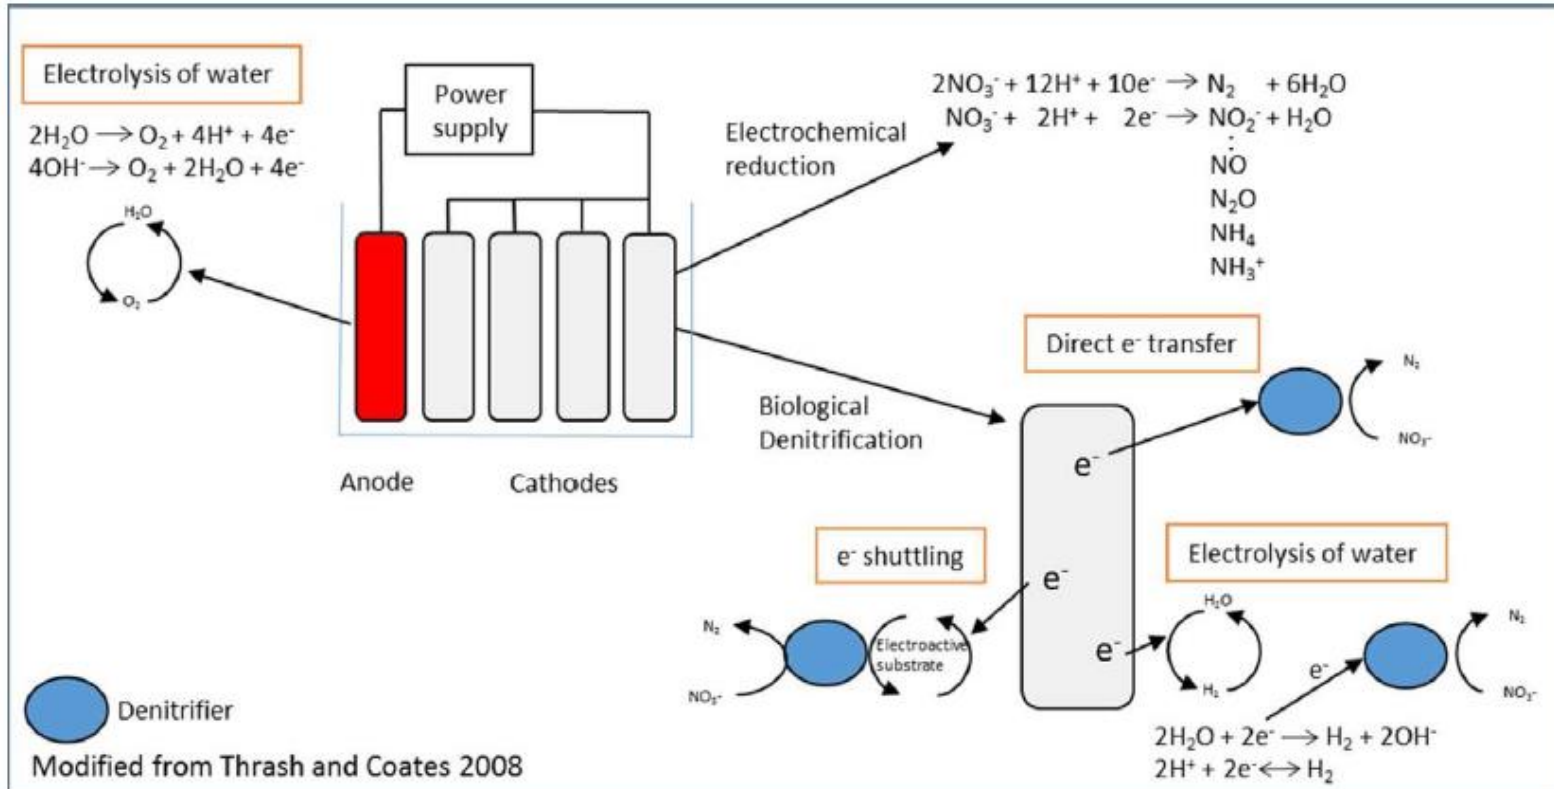 Electrolysis of water
2H₂O → O₂ + 4H⁺ + 4e⁻
4OH⁻ → O₂ + 2H₂O + 4e⁻
H₂O
O₂
Power
supply
Anode
Cathodes
Electrochemical
reduction
2NO₃⁻ + 12H⁺ + 10e⁻ → N₂ + 6H₂O
NO₃⁻ + 2H⁺ + 2e⁻ → NO₂⁻ + H₂O
NO
N₂O
NH₄
NH₃⁺
Biological
Denitrification
Direct e⁻ transfer
e⁻
N₂
NO₃⁻
e⁻ shuttling
e⁻
N₂
NO₃⁻
Electroactive
substrate
Electrolysis of water
e⁻
H₂O
H₂
e⁻
N₂
NO₃⁻
2H₂O + 2e⁻ → H₂ + 2OH⁻
2H⁺ + 2e⁻ ↔ H₂
Denitrifier
Modified from Thrash and Coates 2008